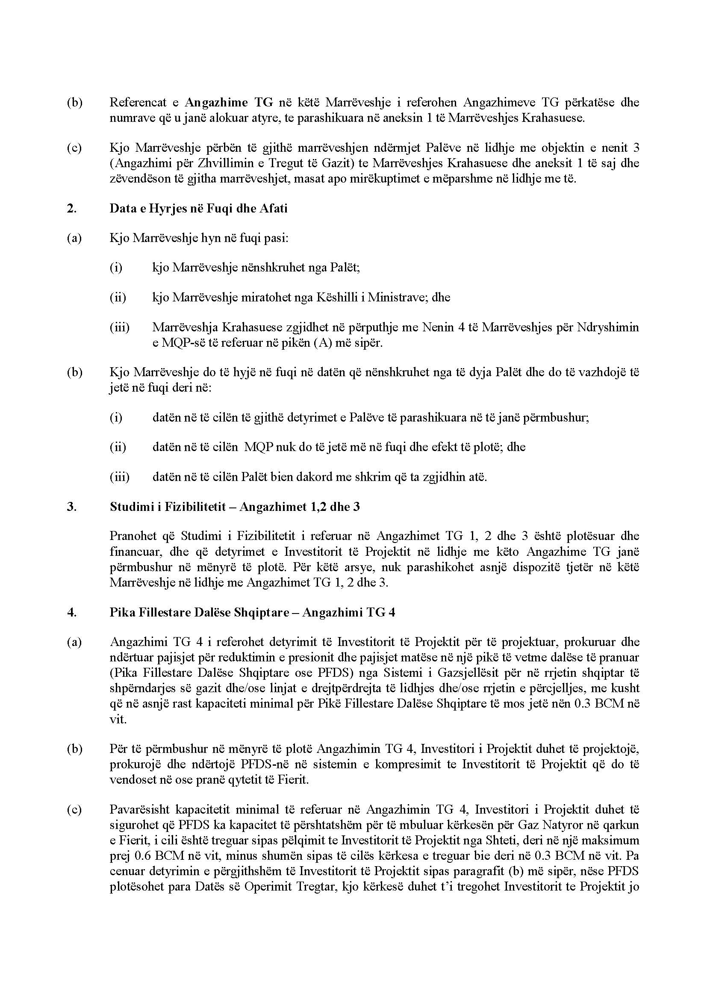 (b) Referencat e Angazhime TG në këtë Marrëveshje i referohen Angazhimeve TG përkatëse dhe
numrave që u janë alokuar atyre, te parashikuara në aneksin 1 të Marrëveshjes Krahasuese.
(c) Kjo Marrëveshje përbën të gjithë marrëveshjen ndërmjet Palëve në lidhje me objektin e nenit 3
(Angazhimi për Zhvillimin e Tregut të Gazit) te Marrëveshjes Krahasuese dhe aneksit 1 të saj dhe
zëvendëson të gjitha marrëveshjet, masat apo mirëkuptimet e mëparshme në lidhje me të.
2. Data e Hyrjes në Fuqi dhe Afati
(a) Kjo Marrëveshje hyn në fuqi pasi:
(i) kjo Marrëveshje nënshkruhet nga Palët;
(ii) kjo Marrëveshje miratohet nga Këshilli i Ministrave; dhe
(iii) Marrëveshja Krahasuese zgjidhet në përputhje me Nenin 4 të Marrëveshjes për Ndryshimin
e MQP-së të referuar në pikën (A) më sipër.
(b) Kjo Marrëveshje do të hyjë në fuqi në datën që nënshkruhet nga të dyja Palët dhe do të vazhdojë të
jetë në fuqi deri në:
(i) datën në të cilën të gjithë detyrimet e Palëve të parashikuara në të janë përmbushur;
(ii) datën në të cilën MQP nuk do të jetë më në fuqi dhe efekt të plotë; dhe
(iii) datën në të cilën Palët bien dakord me shkrim që ta zgjidhin atë.
3. Studimi i Fizibilitetit – Angazhimet 1,2 dhe 3
Pranohet që Studimi i Fizibilitetit i referuar në Angazhimet TG 1, 2 dhe 3 është plotësuar dhe
financuar, dhe që detyrimet e Investitorit të Projektit në lidhje me këto Angazhime TG janë
përmbushur në mënyrë të plotë. Për këtë arsye, nuk parashikohet asnjë dispozitë tjetër në këtë
Marrëveshje në lidhje me Angazhimet TG 1, 2 dhe 3.
4. Pika Fillestare Dalëse Shqiptare – Angazhimi TG 4
(a) Angazhimi TG 4 i referohet detyrimit të Investitorit të Projektit për të projektuar, prokuruar dhe
ndërtuar pajisjet për reduktimin e presionit dhe pajisjet matëse në një pikë të vetme dalëse të pranuar
(Pika Fillestare Dalëse Shqiptare ose PFDS) nga Sistemi i Gazsjellësit për në rrjetin shqiptar të
shpërndarjes së gazit dhe/ose linjat e drejtpërdrejta të lidhjes dhe/ose rrjetin e përcjelljes, me kusht
që në asnjë rast kapaciteti minimal për Pikë Fillestare Dalëse Shqiptare të mos jetë nën 0.3 BCM në
vit.
(b) Për të përmbushur në mënyrë të plotë Angazhimin TG 4, Investitori i Projektit duhet të projektojë,
prokurojë dhe ndërtojë PFDS-në në sistemin e kompresimit te Investitorit të Projektit që do të
vendoset në ose pranë qytetit të Fierit.
(c) Pavarësisht kapacitetit minimal të referuar në Angazhimin TG 4, Investitori i Projektit duhet të
sigurohet që PFDS ka kapacitet të përshtatshëm për të mbuluar kërkesën për Gaz Natyror në qarkun
e Fierit, i cili është treguar sipas pëlqimit te Investitorit të Projektit nga Shteti, deri në një maksimum
prej 0.6 BCM në vit, minus shumën sipas të cilës kërkesa e treguar bie deri në 0.3 BCM në vit. Pa
cenuar detyrimin e përgjithshëm të Investitorit të Projektit sipas paragrafit (b) më sipër, nëse PFDS
plotësohet para Datës së Operimit Tregtar, kjo kërkesë duhet t’i tregohet Investitorit te Projektit jo